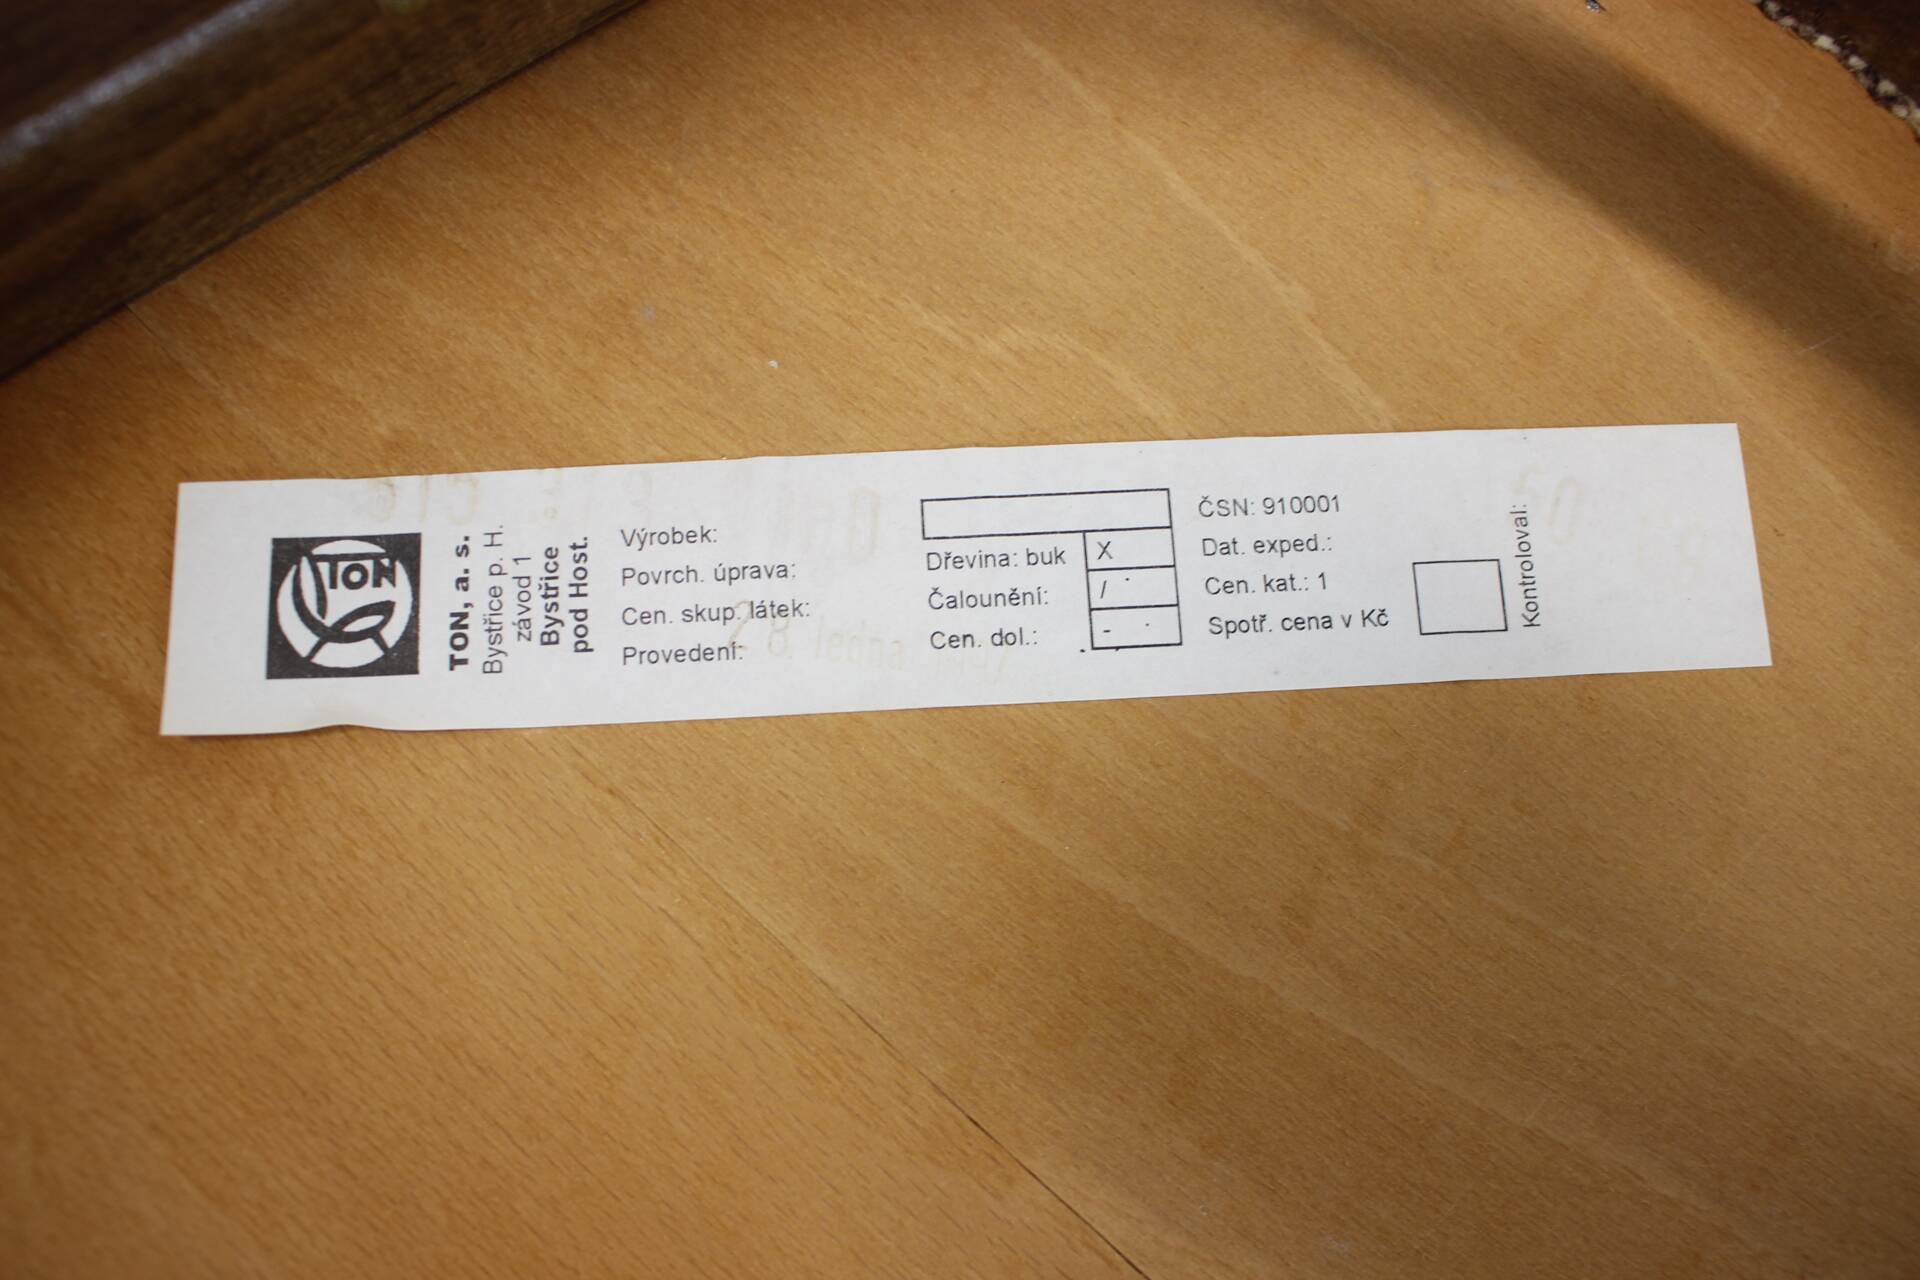 TON
TON, a. s.
Bystřice p. H.
závod 1
Bystřice
pod Host.
Výrobek:
Povrch. úprava:
Cen. skup. látek:
Provedení:
Dřevina: buk X
Čalounění: /
Cen. dol.: -
ČSN: 910001
Dat. exped.:
Cen. kat.: 1
Spotř. cena v Kč
Kontroloval: